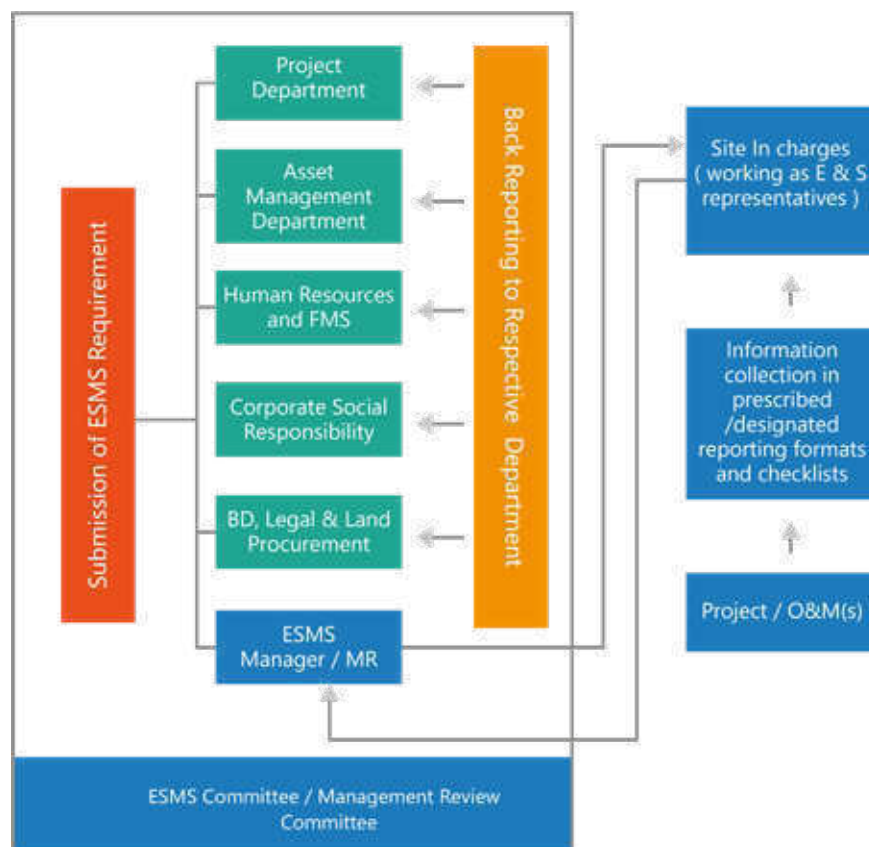 Submission of ESMS Requirement
Project
Department
Asset
Management
Department
Human Resources
and FMS
Corporate Social
Responsibility
BD, Legal & Land
Procurement
ESMS
Manager / MR
Back Reporting to Respective Department
Site In charges
( working as E & S
representatives )
Information
collection in
prescribed
/designated
reporting formats
and checklists
Project / O&M(s)
ESMS Committee / Management Review
Committee